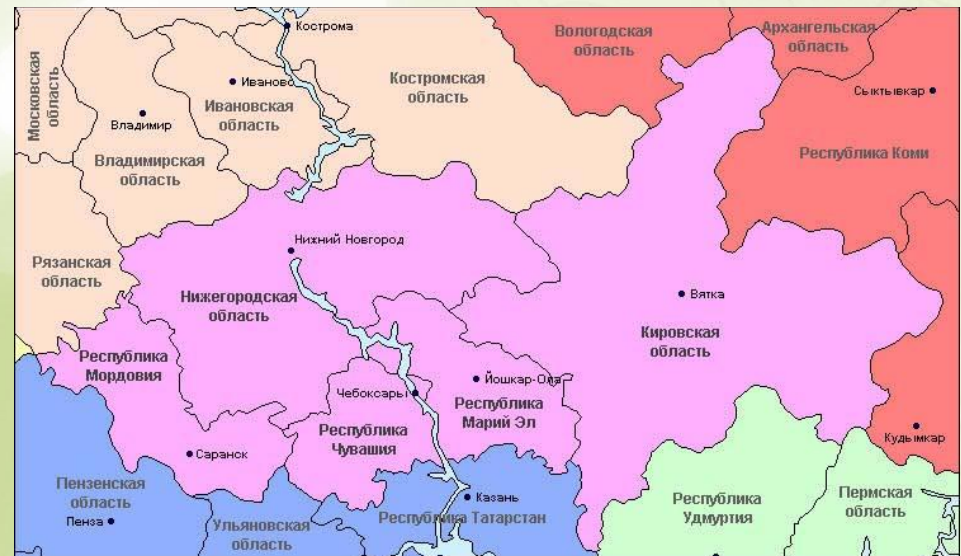 Кострома
Вологодская
область
Архангельская
область
Московская
область
Иваново
Ивановская
область
Костромская
область
Сыктывкар
Владимир
Владимирская
область
Республика Коми
Нижний Новгород
Рязанская
область
Нижегородская
область
Вятка
Кировская
область
Республика
Мордовия
Йошкар-Ола
Чебоксары
Республика
Марий Эл
Республика
Чувашия
Кудымкар
Саранск
Пензенская
область
Пенза
Ульяновская
область
Казань
Республика Татарстан
Республика
Удмуртия
Пермская
область